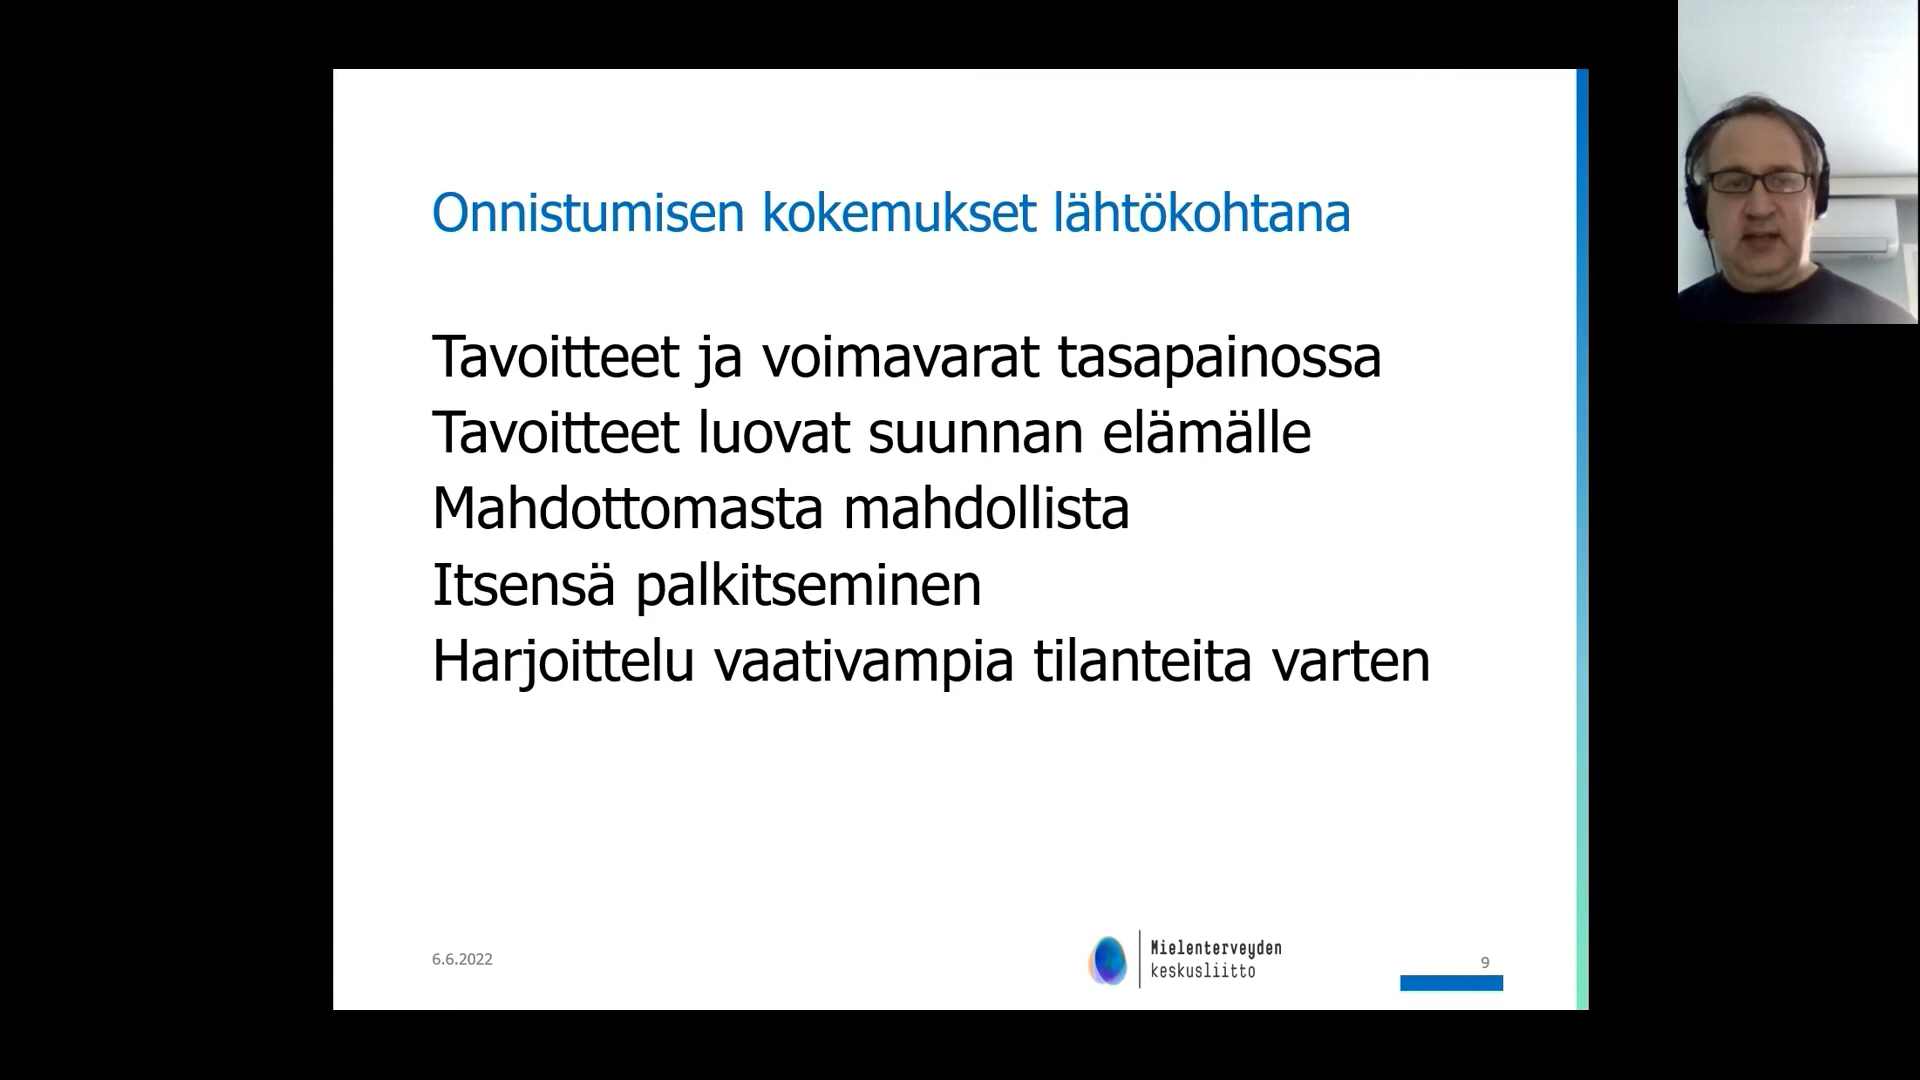 Onnistumisen kokemukset lähtökohtana
Tavoitteet ja voimavarat tasapainossa
Tavoitteet luovat suunnan elämälle
Mahdottomasta mahdollista
Itsensä palkitseminen
Harjoittelu vaativampia tilanteita varten
6.6.2022
Mielenterveyden
keskusliitto
9